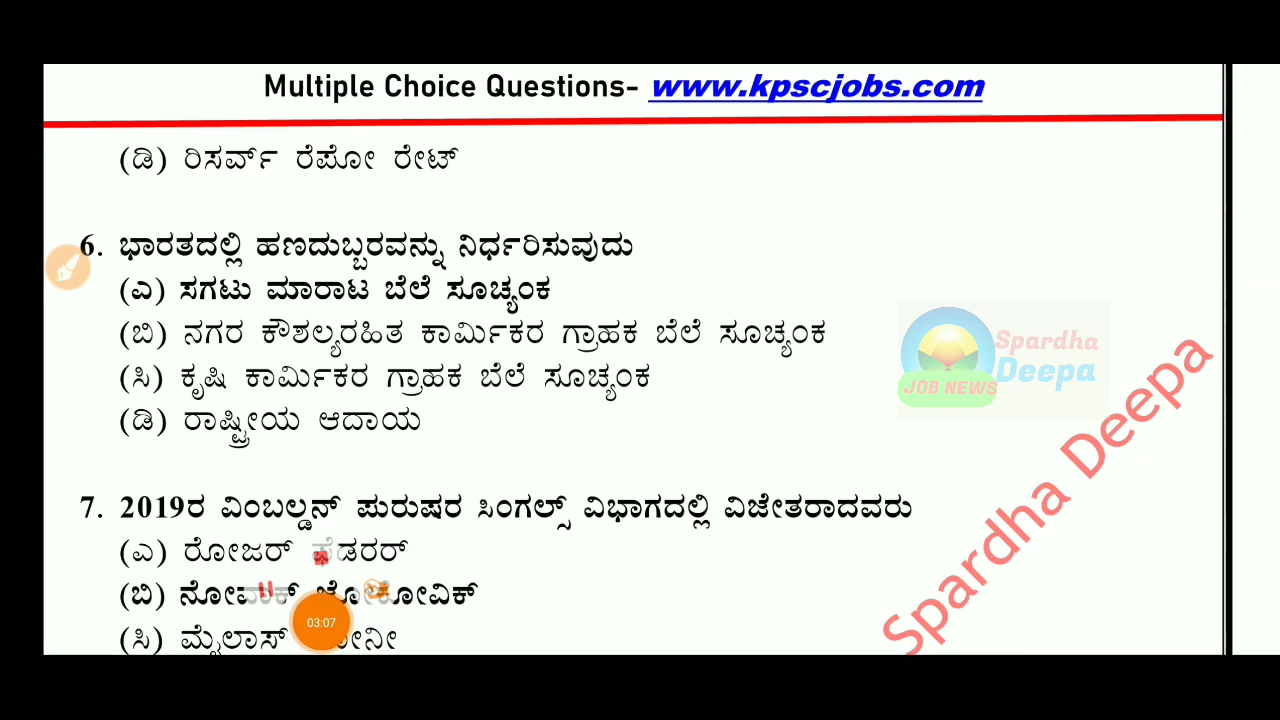 Multiple Choice Questions- www.kpscjobs.com
(ಡಿ) ರಿಸರ್ವ್ ರೆಪೋ ರೇಟ್
6. ಭಾರತದಲ್ಲಿ ಹಣದುಬ್ಬರವನ್ನು ನಿರ್ಧರಿಸುವುದು
(ಎ) ಸಗಟು ಮಾರಾಟ ಬೆಲೆ ಸೂಚ್ಯಂಕ
(ಬಿ) ನಗರ ಕೌಶಲ್ಯರಹಿತ ಕಾರ್ಮಿಕರ ಗ್ರಾಹಕ ಬೆಲೆ ಸೂಚ್ಯಂಕ
(ಸಿ) ಕೃಷಿ ಕಾರ್ಮಿಕರ ಗ್ರಾಹಕ ಬೆಲೆ ಸೂಚ್ಯಂಕ
(ಡಿ) ರಾಷ್ಟ್ರೀಯ ಆದಾಯ
Spardha
Deepa
JOB NEWS
Spardha Deepa
7. 2019ರ ವಿಂಬಲ್ಡನ್ ಪುರುಷರ ಸಿಂಗಲ್ಸ್ ವಿಭಾಗದಲ್ಲಿ ವಿಜೇತರಾದವರು
(ಎ) ರೋಜರ್ ಫೆಡರರ್
(ಬಿ) ನೋವಾಕ್ ಜೋಕೋವಿಕ್
(ಸಿ) ಮೈಲಾಸ್
03:07